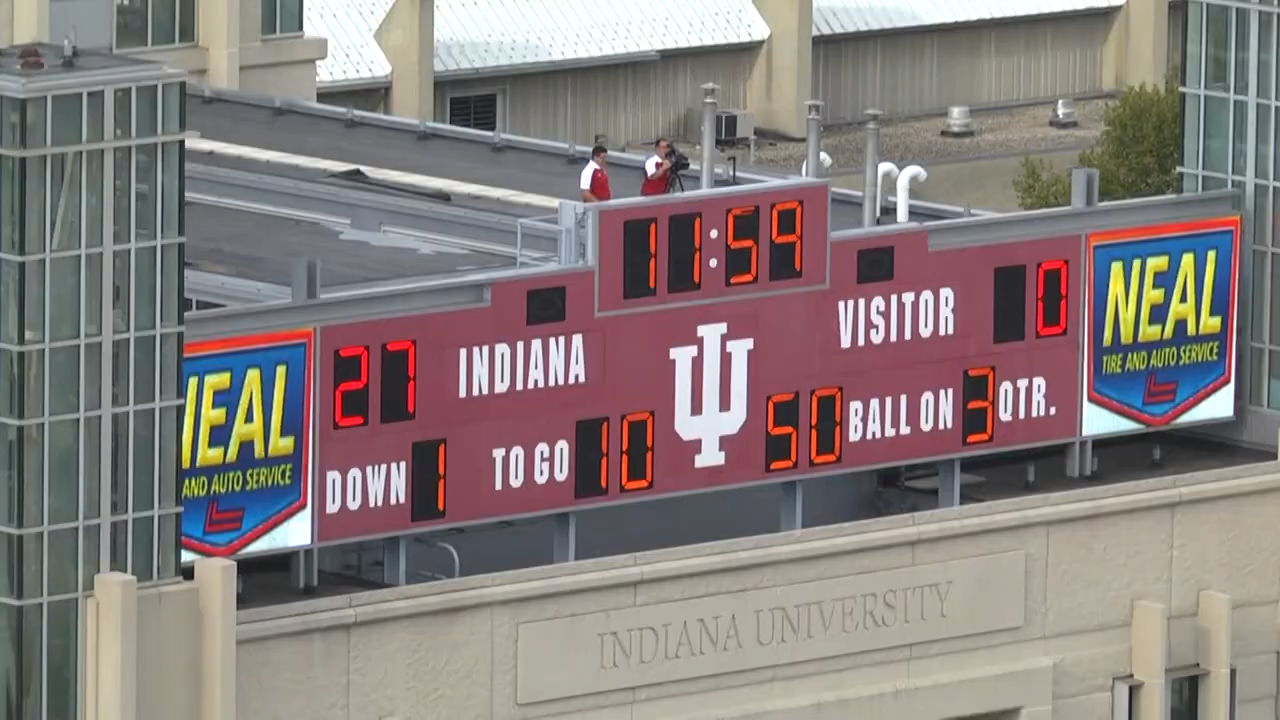 11:59
27 INDIANA
VISITOR 0
DOWN 1
TO GO 10
50 BALL ON
3 QTR.
IU
NEAL
AND AUTO SERVICE
NEAL
TIRE AND AUTO SERVICE
INDIANA UNIVERSITY